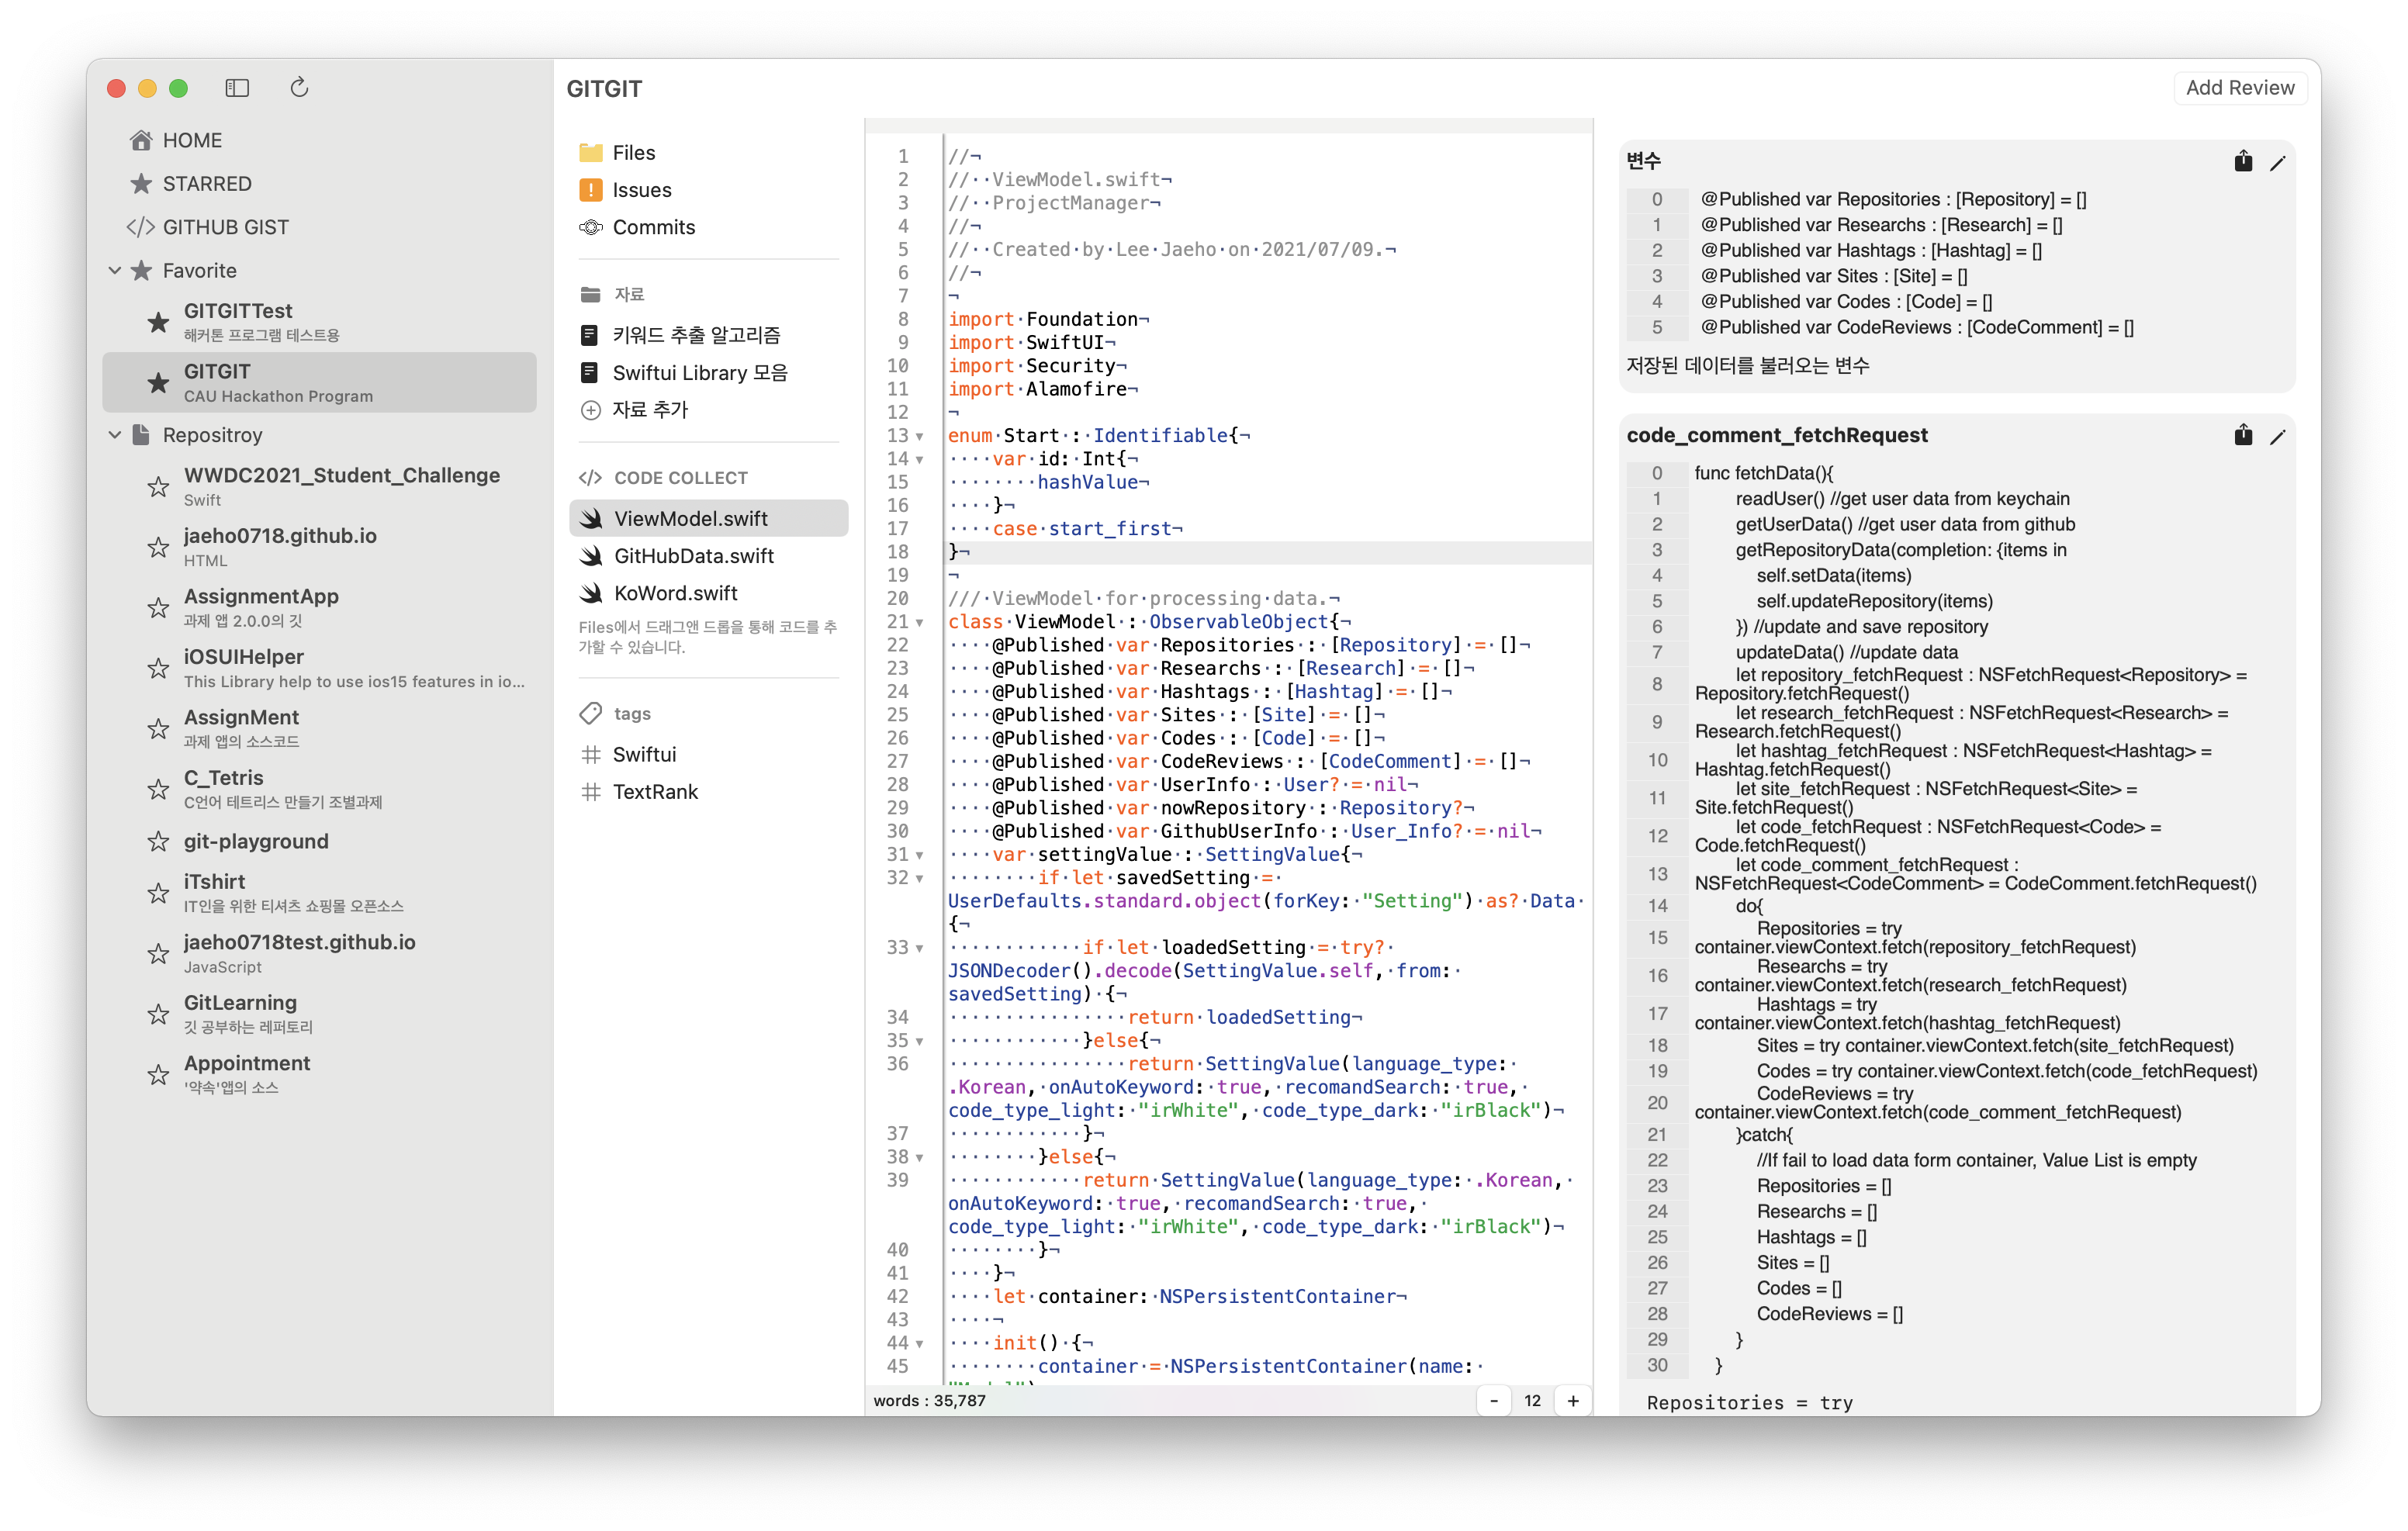 HOME
STARRED
GITHUB GIST
Favorite
GITGITTest
해커톤 프로그램 테스트용
GITGIT
CAU Hackathon Program
Repositroy
WWDC2021_Student_Challenge
Swift
jaeho0718.github.io
HTML
AssignmentApp
과제 앱 2.0.0의 깃
iOSUIHelper
This Library help to use ios15 features in io...
AssignMent
과제 앱의 소스코드
C_Tetris
C언어 테트리스 만들기 조별과제
git-playground
iTshirt
IT인을 위한 티셔츠 쇼핑몰 오픈소스
jaeho0718test.github.io
JavaScript
GitLearning
깃 공부하는 레퍼토리
Appointment
'약속'앱의 소스
GITGIT
Add Review
Files
Issues
Commits
자료
키워드 추출 알고리즘
Swiftui Library 모음
자료 추가
</> CODE COLLECT
ViewModel.swift
GitHubData.swift
KoWord.swift
Files에서 드래그앤 드롭을 통해 코드를 추
가할 수 있습니다.
tags
# Swiftui
# TextRank
1 //¬
2 //··ViewModel.swift¬
3 //··ProjectManager¬
4 //¬
5 //··Created·by·Lee·Jaeho·on·2021/07/09.¬
6 //¬
7 ¬
8 import·Foundation¬
9 import·SwiftUI¬
10 import·Security¬
11 import·Alamofire¬
12 ¬
13 enum·Start·:·Identifiable{¬
14 ····var·id:·Int{¬
15 ········hashValue¬
16 ····}¬
17 ····case·start_first¬
18 }¬
19 ¬
20 ///·ViewModel·for·processing·data.¬
21 class·ViewModel·:·ObservableObject{¬
22 ····@Published·var·Repositories·:·[Repository]·=·[]¬
23 ····@Published·var·Researchs·:·[Research]·=·[]¬
24 ····@Published·var·Hashtags·:·[Hashtag]·=·[]¬
25 ····@Published·var·Sites·:·[Site]·=·[]¬
26 ····@Published·var·Codes·:·[Code]·=·[]¬
27 ····@Published·var·CodeReviews·:·[CodeComment]·=·[]¬
28 ····@Published·var·UserInfo·:·User?·=·nil¬
29 ····@Published·var·nowRepository·:·Repository?¬
30 ····@Published·var·GithubUserInfo·:·User_Info?·=·nil¬
31 ····var·settingValue·:·SettingValue{¬
32 ········if·let·savedSetting·=·
UserDefaults.standard.object(forKey:·"Setting")·as?·Data·
{¬
33 ············if·let·loadedSetting·=·try?·
JSONDecoder().decode(SettingValue.self,·from:·
savedSetting)·{¬
34 ················return·loadedSetting¬
35 ············}else{¬
36 ················return·SettingValue(language_type:·
.Korean,·onAutoKeyword:·true,·recomandSearch:·true,·
code_type_light:·"irWhite",·code_type_dark:·"irBlack")¬
37 ············}¬
38 ········}else{¬
39 ············return·SettingValue(language_type:·.Korean,·
onAutoKeyword:·true,·recomandSearch:·true,·
code_type_light:·"irWhite",·code_type_dark:·"irBlack")¬
40 ········}¬
41 ····}¬
42 ····let·container:·NSPersistentContainer¬
43 ····¬
44 ····init()·{¬
45 ········container·=·NSPersistentContainer(name:·
words : 35,787
- 12 +
변수
0 @Published var Repositories : [Repository] = []
1 @Published var Researchs : [Research] = []
2 @Published var Hashtags : [Hashtag] = []
3 @Published var Sites : [Site] = []
4 @Published var Codes : [Code] = []
5 @Published var CodeReviews : [CodeComment] = []
저장된 데이터를 불러오는 변수
code_comment_fetchRequest
0 func fetchData(){
1 readUser() //get user data from keychain
2 getUserData() //get user data from github
3 getRepositoryData(completion: {items in
4 self.setData(items)
5 self.updateRepository(items)
6 }) //update and save repository
7 updateData() //update data
8 let repository_fetchRequest : NSFetchRequest<Repository> =
Repository.fetchRequest()
9 let research_fetchRequest : NSFetchRequest<Research> =
Research.fetchRequest()
10 let hashtag_fetchRequest : NSFetchRequest<Hashtag> =
Hashtag.fetchRequest()
11 let site_fetchRequest : NSFetchRequest<Site> =
Site.fetchRequest()
12 let code_fetchRequest : NSFetchRequest<Code> =
Code.fetchRequest()
13 let code_comment_fetchRequest :
NSFetchRequest<CodeComment> = CodeComment.fetchRequest()
14 do{
15 Repositories = try
container.viewContext.fetch(repository_fetchRequest)
16 Researchs = try
container.viewContext.fetch(research_fetchRequest)
17 Hashtags = try
container.viewContext.fetch(hashtag_fetchRequest)
18 Sites = try container.viewContext.fetch(site_fetchRequest)
19 Codes = try container.viewContext.fetch(code_fetchRequest)
20 CodeReviews = try
container.viewContext.fetch(code_comment_fetchRequest)
21 }catch{
22 //If fail to load data form container, Value List is empty
23 Repositories = []
24 Researchs = []
25 Hashtags = []
26 Sites = []
27 Codes = []
28 CodeReviews = []
29 }
30 }
Repositories = try